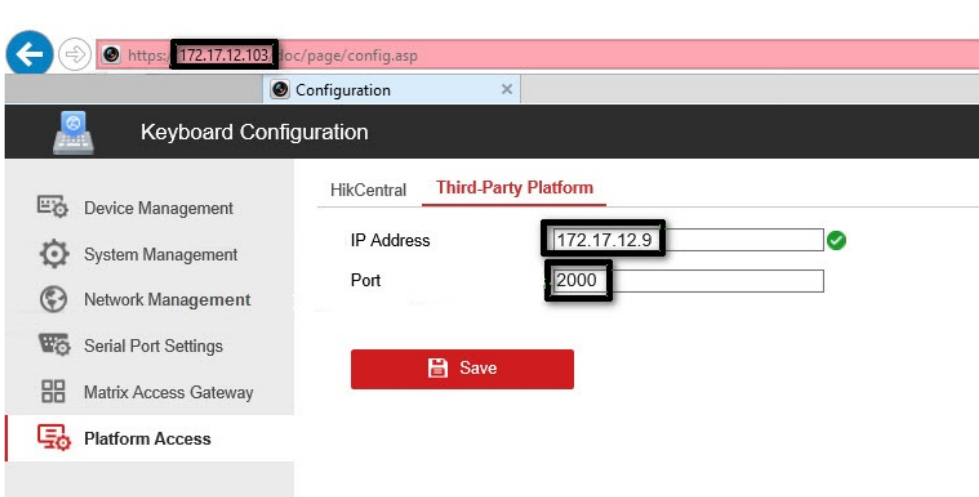 https:/ 172.17.12.103 doc/page/config.asp
Configuration ×
Keyboard Configuration
HikCentral Third-Party Platform
Device Management
System Management
Network Management
Serial Port Settings
Matrix Access Gateway
Platform Access
IP Address 172.17.12.9
Port 2000
Save